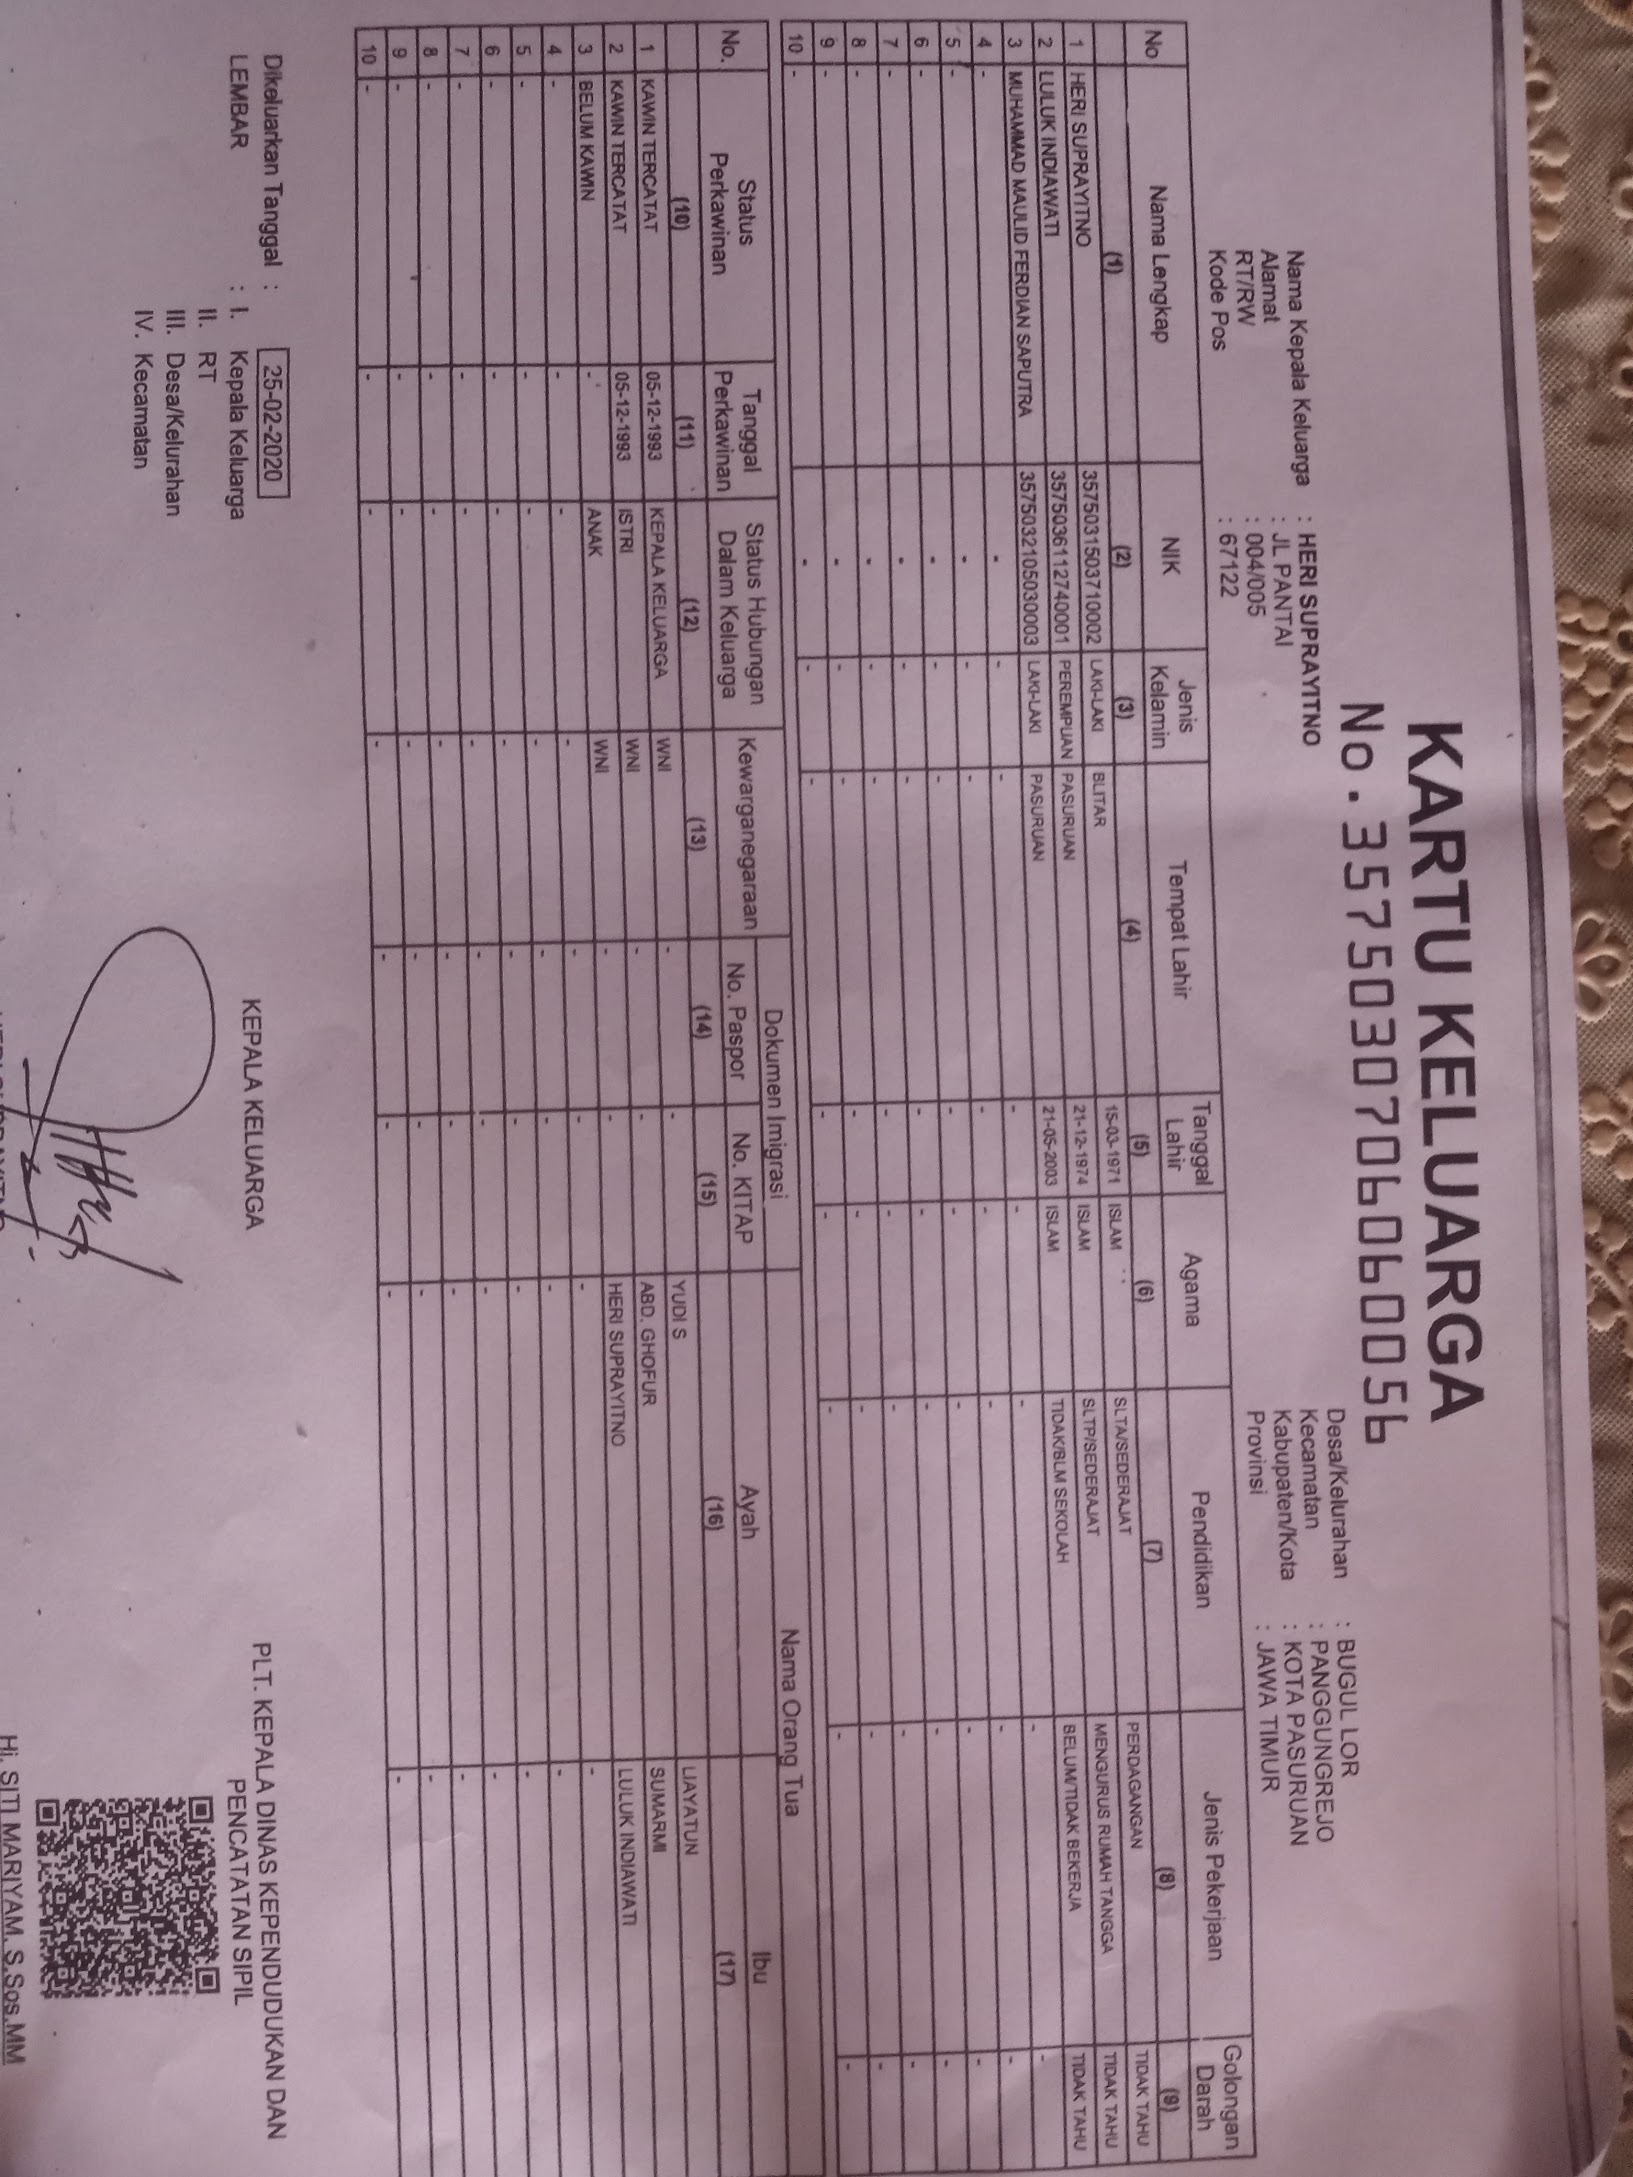 KARTU KELUARGA
No. 3575030706060056
Nama Kepala Keluarga : HERI SUPRAYITNO
Alamat : JL PANTAI
RT/RW : 004/005
Kode Pos : 67122
Desa/Kelurahan : BUGUL LOR
Kecamatan : PANGGUNGREJO
Kabupaten/Kota : KOTA PASURUAN
Provinsi : JAWA TIMUR
No Nama Lengkap NIK Jenis Kelamin Tempat Lahir Tanggal Lahir Agama Pendidikan Jenis Pekerjaan Golongan Darah
(1) (2) (3) (4) (5) (6) (7) (8) (9)
1 HERI SUPRAYITNO 3575031503710002 LAKI-LAKI BLITAR 15-03-1971 ISLAM SLTA/SEDERAJAT PERDAGANGAN TIDAK TAHU
2 LULUK INDIAWATI 3575036112740001 PEREMPUAN PASURUAN 21-12-1974 ISLAM SLTP/SEDERAJAT MENGURUS RUMAH TANGGA TIDAK TAHU
3 MUHAMMAD MAULID FERDIAN SAPUTRA 3575032105030003 LAKI-LAKI PASURUAN 21-05-2003 ISLAM TIDAK/BLM SEKOLAH BELUM/TIDAK BEKERJA TIDAK TAHU
4 - - - - - - - - -
5 - - - - - - - - -
6 - - - - - - - - -
7 - - - - - - - - -
8 - - - - - - - - -
9 - - - - - - - - -
10 - - - - - - - - -
No. Status Perkawinan Tanggal Perkawinan Status Hubungan Dalam Keluarga Kewarganegaraan Dokumen Imigrasi No. Paspor No. KITAP Nama Orang Tua Ayah Ibu
(10) (11) (12) (13) (14) (15) (16) (17)
1 KAWIN TERCATAT 05-12-1993 KEPALA KELUARGA WNI - - YUDI S LIAYATUN
2 KAWIN TERCATAT 05-12-1993 ISTRI WNI - - ABD. GHOFUR SUMARMI
3 BELUM KAWIN - ANAK WNI - - HERI SUPRAYITNO LULUK INDIAWATI
4 - - - - - - - -
5 - - - - - - - -
6 - - - - - - - -
7 - - - - - - - -
8 - - - - - - - -
9 - - - - - - - -
10 - - - - - - - -
Dikeluarkan Tanggal : 25-02-2020
LEMBAR : I. Kepala Keluarga
II. RT
III. Desa/Kelurahan
IV. Kecamatan
KEPALA KELUARGA
PLT. KEPALA DINAS KEPENDUDUKAN DAN
PENCATATAN SIPIL
Hj. SITI MARIYAM, S.Sos.MM